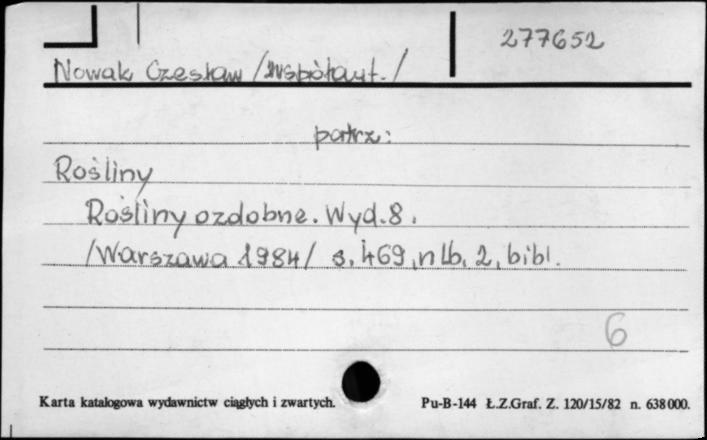 277652
Nowak Czesław /współaut./
patrz:
Rośliny
Rośliny ozdobne. Wyd. 8.
/Warszawa 1984/ s. 469, nlb. 2, bibl.
6
Karta katalogowa wydawnictw ciągłych i zwartych. Pu-B-144 Ł.Z.Graf. Z. 120/15/82 n. 638000.